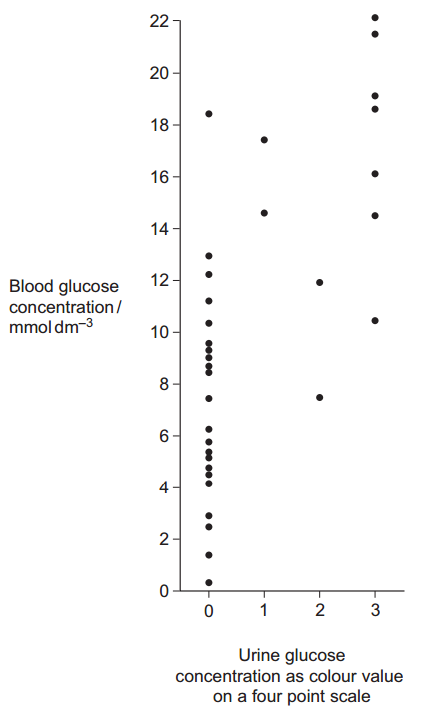 22
20
18
16
14
12
Blood glucose
concentration /
mmol dm–3
10
8
6
4
2
0
0 1 2 3
Urine glucose
concentration as colour value
on a four point scale